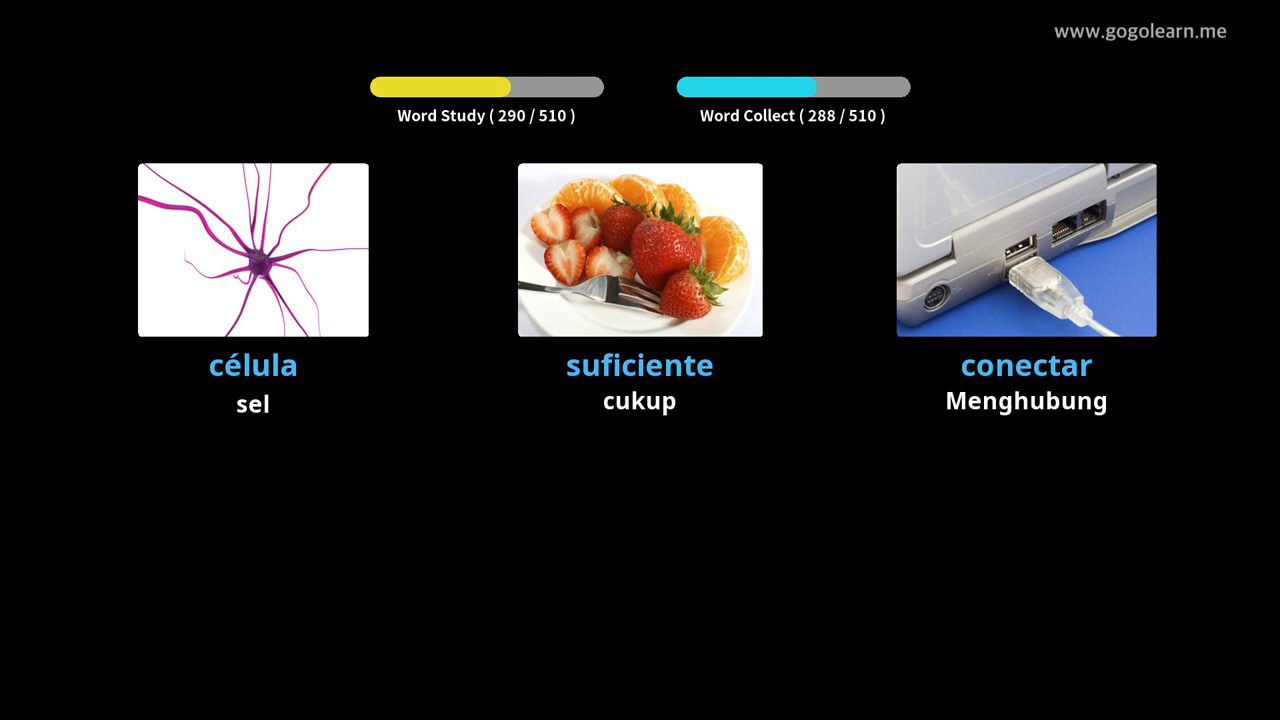 www.gogolearn.me
Word Study ( 290 / 510 )
Word Collect ( 288 / 510 )
célula
sel
suficiente
cukup
conectar
Menghubung